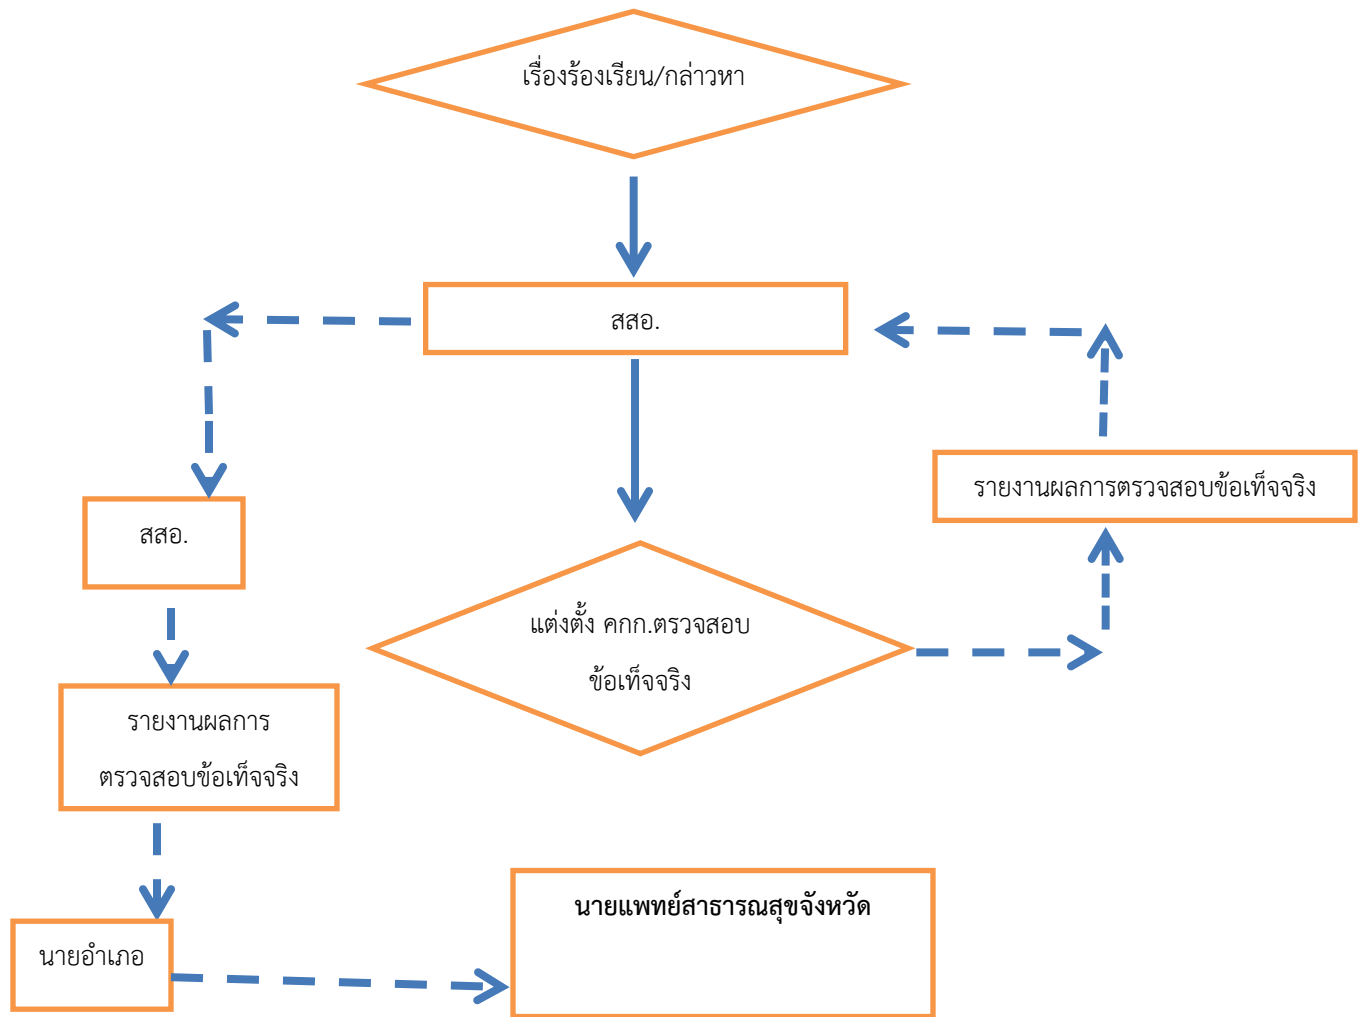 เรื่องร้องเรียน/กล่าวหา
สสอ.
รายงานผลการตรวจสอบข้อเท็จจริง
สสอ.
แต่งตั้ง คกก.ตรวจสอบ
ข้อเท็จจริง
รายงานผลการ
ตรวจสอบข้อเท็จจริง
นายแพทย์สาธารณสุขจังหวัด
นายอำเภอ